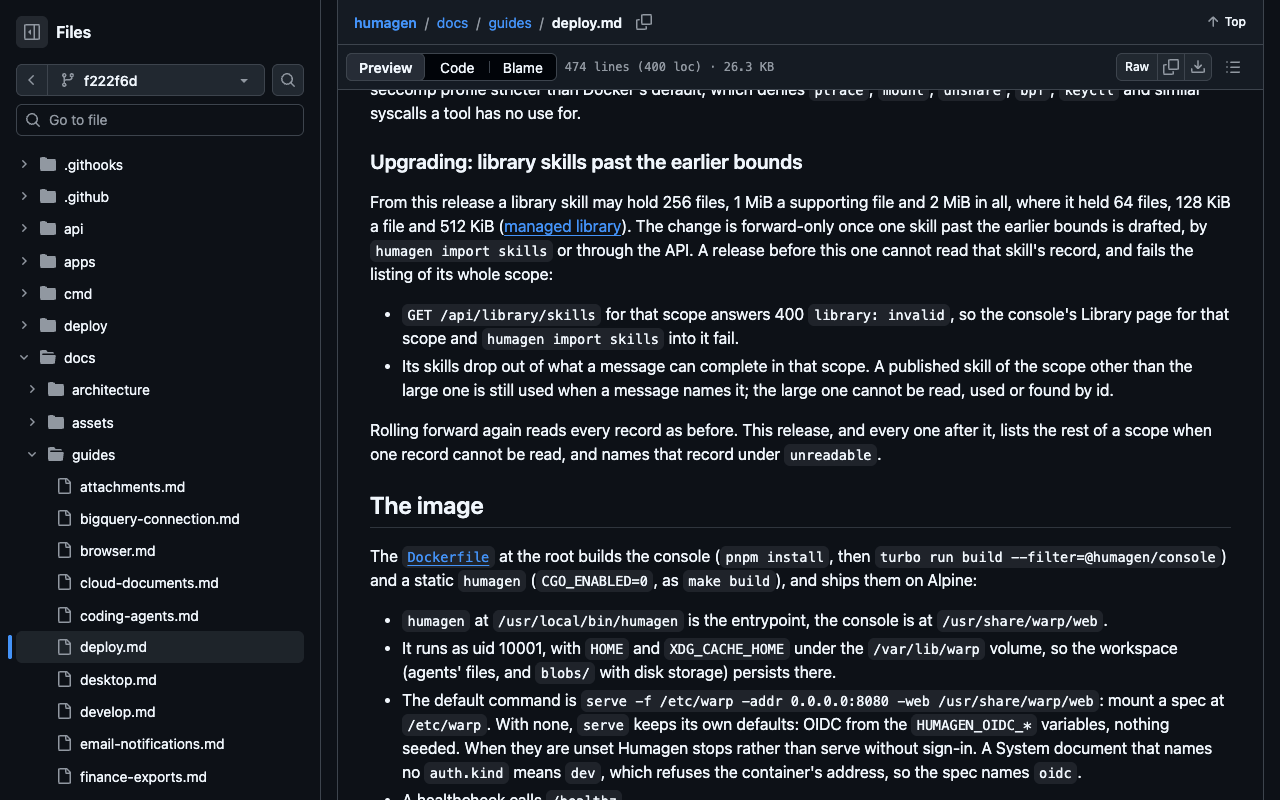 Files
humagen / docs / guides / deploy.md
Top
f222f6d
Preview Code Blame 474 lines (400 loc) · 26.3 KB
Raw
Go to file
.githooks
.github
api
apps
cmd
deploy
docs
architecture
assets
guides
attachments.md
bigquery-connection.md
browser.md
cloud-documents.md
coding-agents.md
deploy.md
desktop.md
develop.md
email-notifications.md
finance-exports.md
seccomp profile stricter than Docker's default, which denies ptrace, mount, unshare, bpf, keyctl and similar
syscalls a tool has no use for.
Upgrading: library skills past the earlier bounds
From this release a library skill may hold 256 files, 1 MiB a supporting file and 2 MiB in all, where it held 64 files, 128 KiB
a file and 512 KiB (managed library). The change is forward-only once one skill past the earlier bounds is drafted, by
humagen import skills or through the API. A release before this one cannot read that skill's record, and fails the
listing of its whole scope:
• GET /api/library/skills for that scope answers 400 library: invalid, so the console's Library page for that
scope and humagen import skills into it fail.
• Its skills drop out of what a message can complete in that scope. A published skill of the scope other than the
large one is still used when a message names it; the large one cannot be read, used or found by id.
Rolling forward again reads every record as before. This release, and every one after it, lists the rest of a scope when
one record cannot be read, and names that record under unreadable.
The image
The Dockerfile at the root builds the console (pnpm install, then turbo run build --filter=@humagen/console)
and a static humagen (CGO_ENABLED=0, as make build), and ships them on Alpine:
• humagen at /usr/local/bin/humagen is the entrypoint, the console is at /usr/share/warp/web.
• It runs as uid 10001, with HOME and XDG_CACHE_HOME under the /var/lib/warp volume, so the workspace
(agents' files, and blobs/ with disk storage) persists there.
• The default command is serve -f /etc/warp -addr 0.0.0.0:8080 -web /usr/share/warp/web: mount a spec at
/etc/warp. With none, serve keeps its own defaults: OIDC from the HUMAGEN_OIDC_* variables, nothing
seeded. When they are unset Humagen stops rather than serve without sign-in. A System document that names
no auth.kind means dev, which refuses the container's address, so the spec names oidc.
• A healthcheck calls /healthz